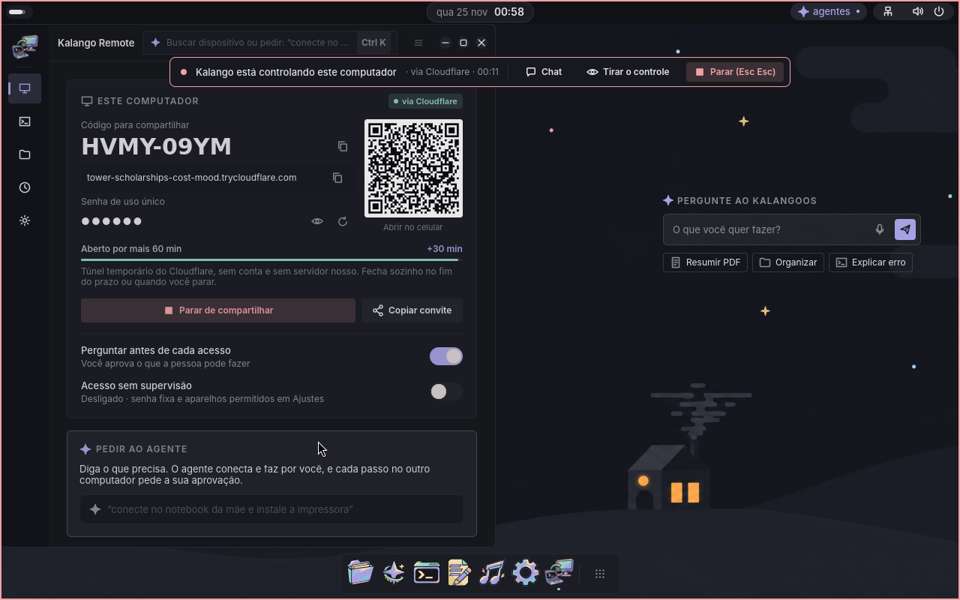 qua 25 nov 00:58
agentes
Kalango Remote
Buscar dispositivo ou pedir: "conecte no ...
Ctrl K
Kalango está controlando este computador · via Cloudflare · 00:11
Chat
Tirar o controle
Parar (Esc Esc)
ESTE COMPUTADOR
via Cloudflare
Código para compartilhar
HVMY-09YM
tower-scholarships-cost-mood.trycloudflare.com
Senha de uso único
Abrir no celular
Aberto por mais 60 min
+30 min
Túnel temporário do Cloudflare, sem conta e sem servidor nosso. Fecha sozinho no fim
do prazo ou quando você parar.
Parar de compartilhar
Copiar convite
Perguntar antes de cada acesso
Você aprova o que a pessoa pode fazer
Acesso sem supervisão
Desligado · senha fixa e aparelhos permitidos em Ajustes
PEDIR AO AGENTE
Diga o que precisa. O agente conecta e faz por você, e cada passo no outro
computador pede a sua aprovação.
"conecte no notebook da mãe e instale a impressora"
PERGUNTE AO KALANGOOS
O que você quer fazer?
Resumir PDF
Organizar
Explicar erro